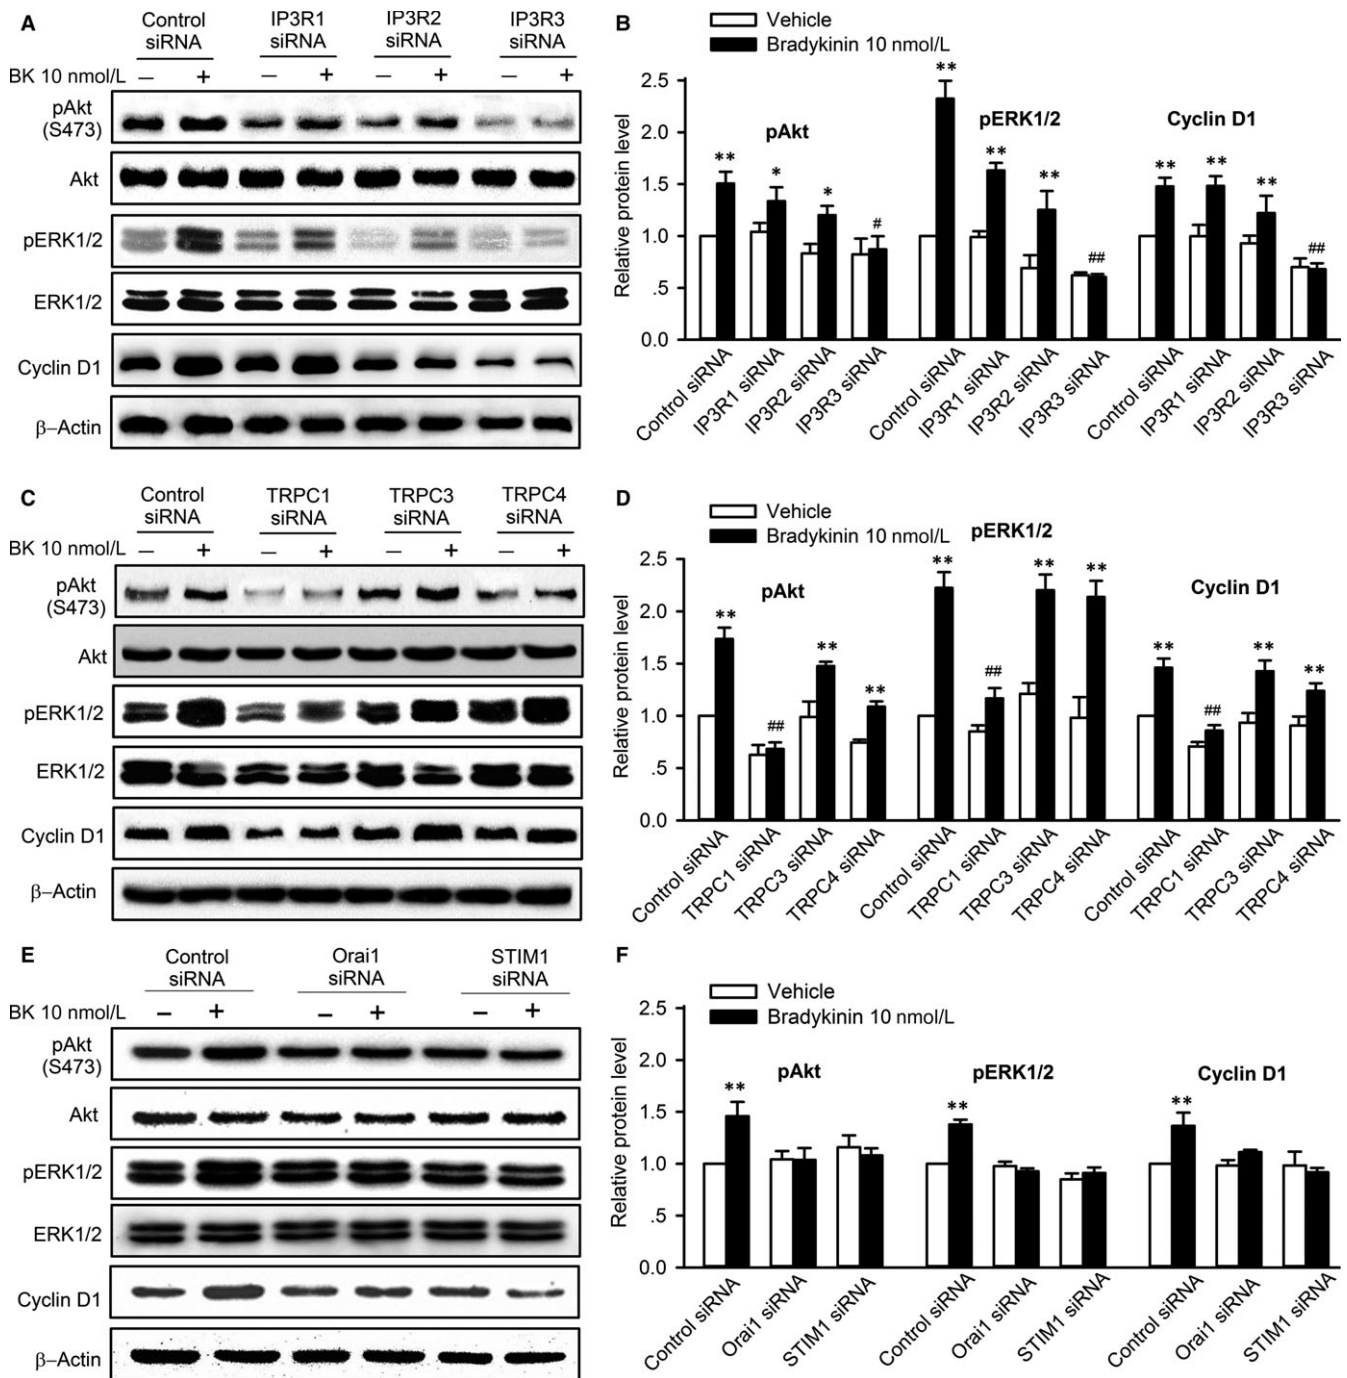 A
Control siRNA
IP3R1 siRNA
IP3R2 siRNA
IP3R3 siRNA
BK 10 nmol/L − + − + − + − +
pAkt
(S473)
Akt
pERK1/2
ERK1/2
Cyclin D1
β−Actin
B
Vehicle
Bradykinin 10 nmol/L
Relative protein level
2.5
2.0
1.5
1.0
.5
0.0
pAkt
pERK1/2
Cyclin D1
** * * #
** ** ** ##
** ** ** ##
Control siRNA
IP3R1 siRNA
IP3R2 siRNA
IP3R3 siRNA
Control siRNA
IP3R1 siRNA
IP3R2 siRNA
IP3R3 siRNA
Control siRNA
IP3R1 siRNA
IP3R2 siRNA
IP3R3 siRNA
C
Control siRNA
TRPC1 siRNA
TRPC3 siRNA
TRPC4 siRNA
BK 10 nmol/L − + − + − + − +
pAkt
(S473)
Akt
pERK1/2
ERK1/2
Cyclin D1
β−Actin
D
Vehicle
Bradykinin 10 nmol/L
Relative protein level
2.5
2.0
1.5
1.0
.5
0.0
pAkt
pERK1/2
Cyclin D1
** ## ** **
** ## ** **
** ## ** **
Control siRNA
TRPC1 siRNA
TRPC3 siRNA
TRPC4 siRNA
Control siRNA
TRPC1 siRNA
TRPC3 siRNA
TRPC4 siRNA
Control siRNA
TRPC1 siRNA
TRPC3 siRNA
TRPC4 siRNA
E
Control siRNA
Orai1 siRNA
STIM1 siRNA
BK 10 nmol/L − + − + − +
pAkt
(S473)
Akt
pERK1/2
ERK1/2
Cyclin D1
β−Actin
F
Vehicle
Bradykinin 10 nmol/L
Relative protein level
2.5
2.0
1.5
1.0
.5
0.0
pAkt
pERK1/2
Cyclin D1
**
**
**
Control siRNA
Orai1 siRNA
STIM1 siRNA
Control siRNA
Orai1 siRNA
STIM1 siRNA
Control siRNA
Orai1 siRNA
STIM1 siRNA